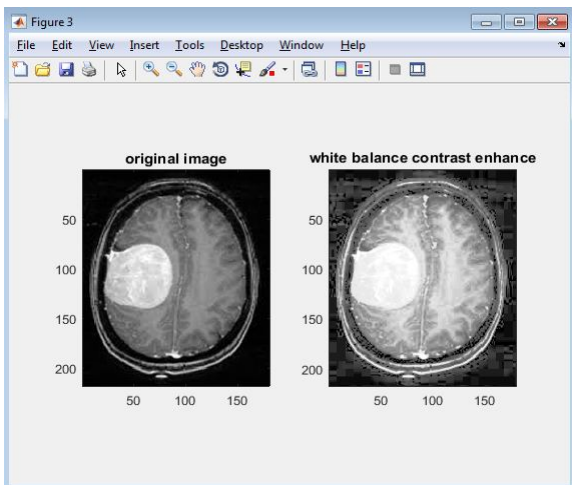 Figure 3
File Edit View Insert Tools Desktop Window Help
original image
white balance contrast enhance
50
100
150
200
50 100 150
50
100
150
200
50 100 150